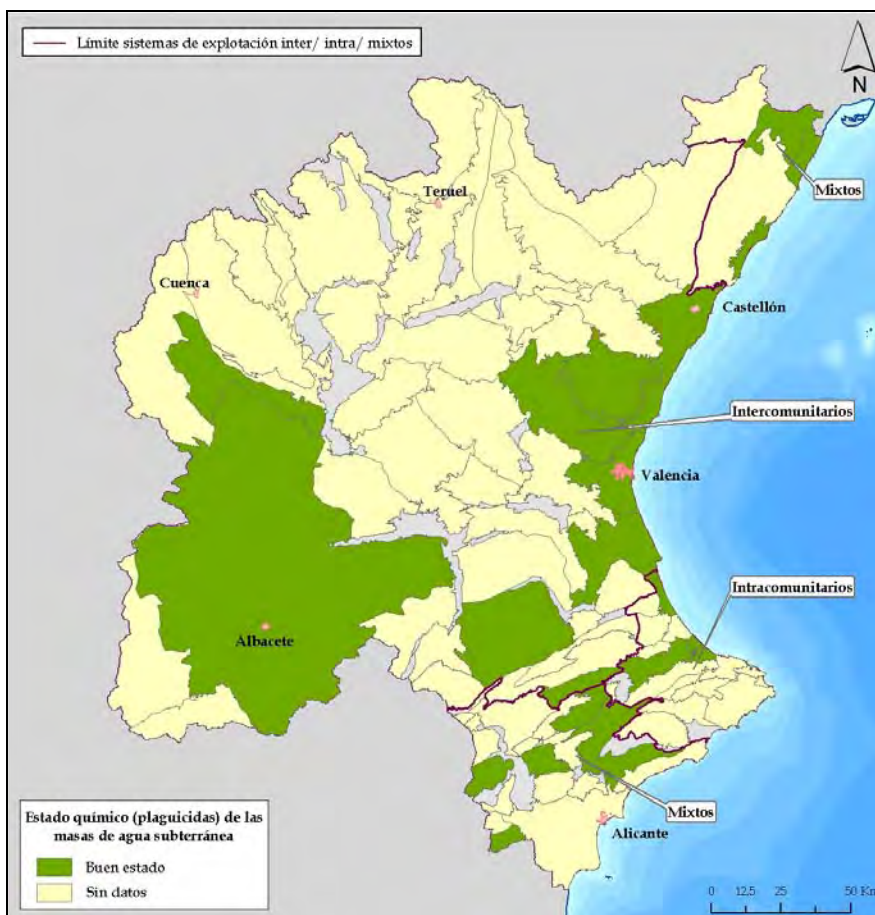 Límite sistemas de explotación inter/ intra/ mixtos
N
Mixtos
Teruel
Cuenca
Castellón
Intercomunitarios
Valencia
Intracomunitarios
Albacete
Mixtos
Alicante
Estado químico (plaguicidas) de las
masas de agua subterránea
Buen estado
Sin datos
0 12,5 25 50 Km